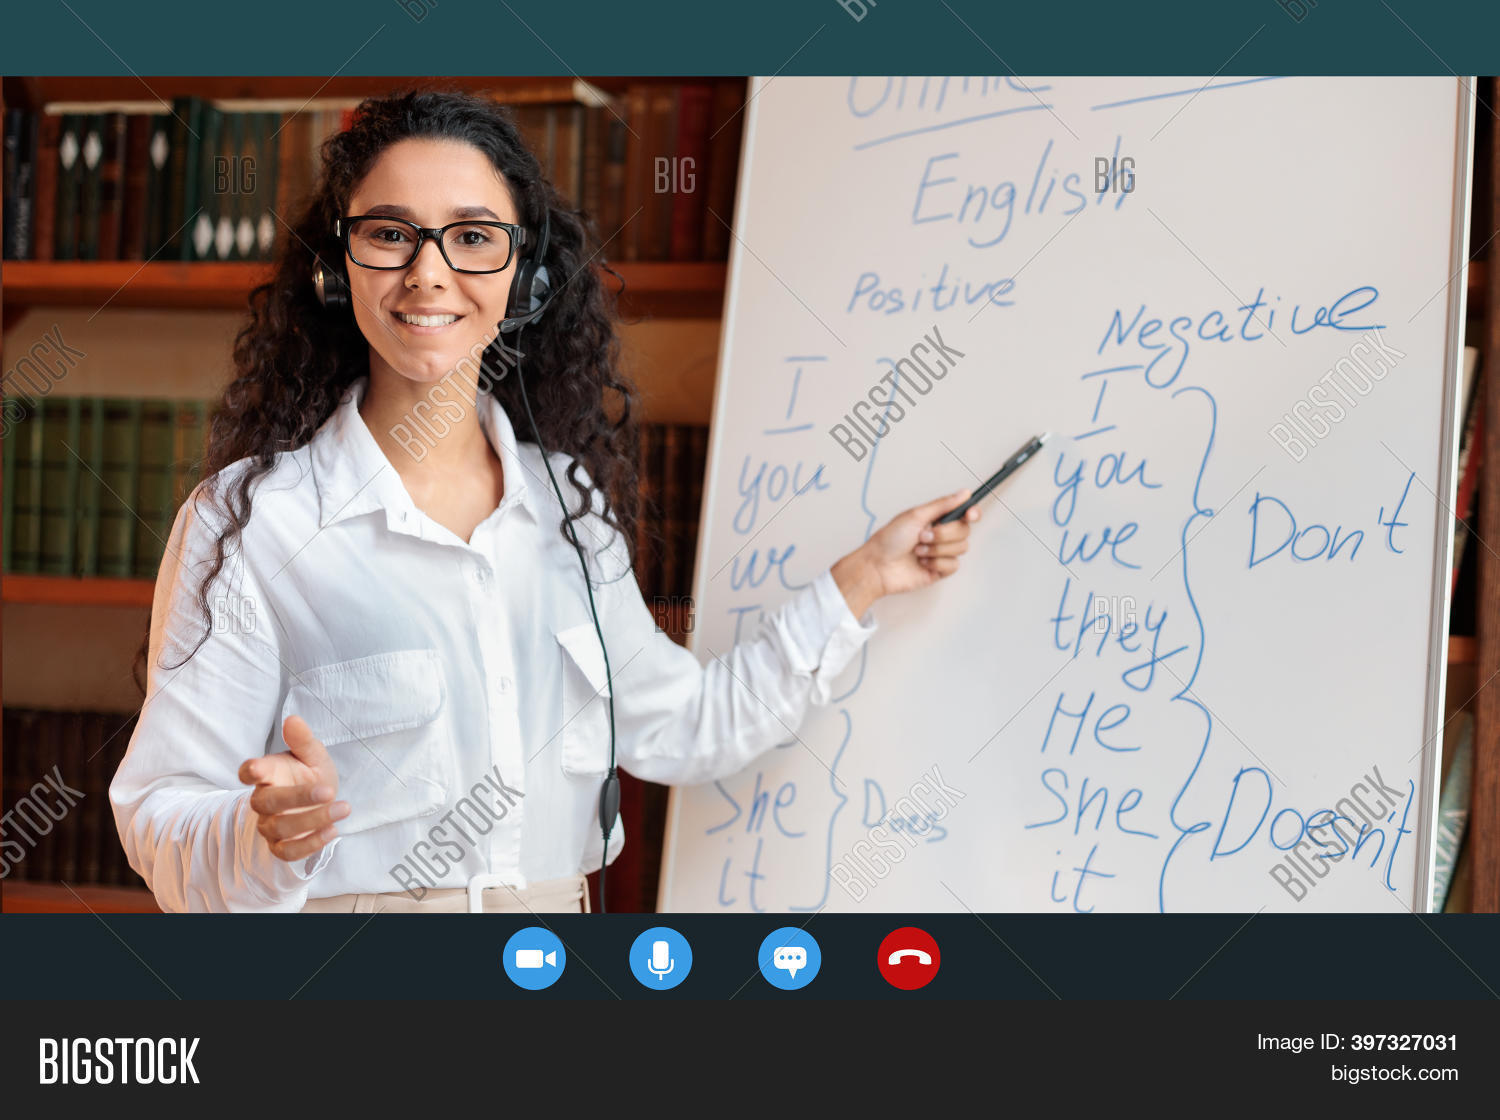 English
Positive
Negative
I
you
we
She
it
Does
I
you
we
they
He
She
it
Don't
Doesn't
BIGSTOCK
Image ID: 397327031
bigstock.com